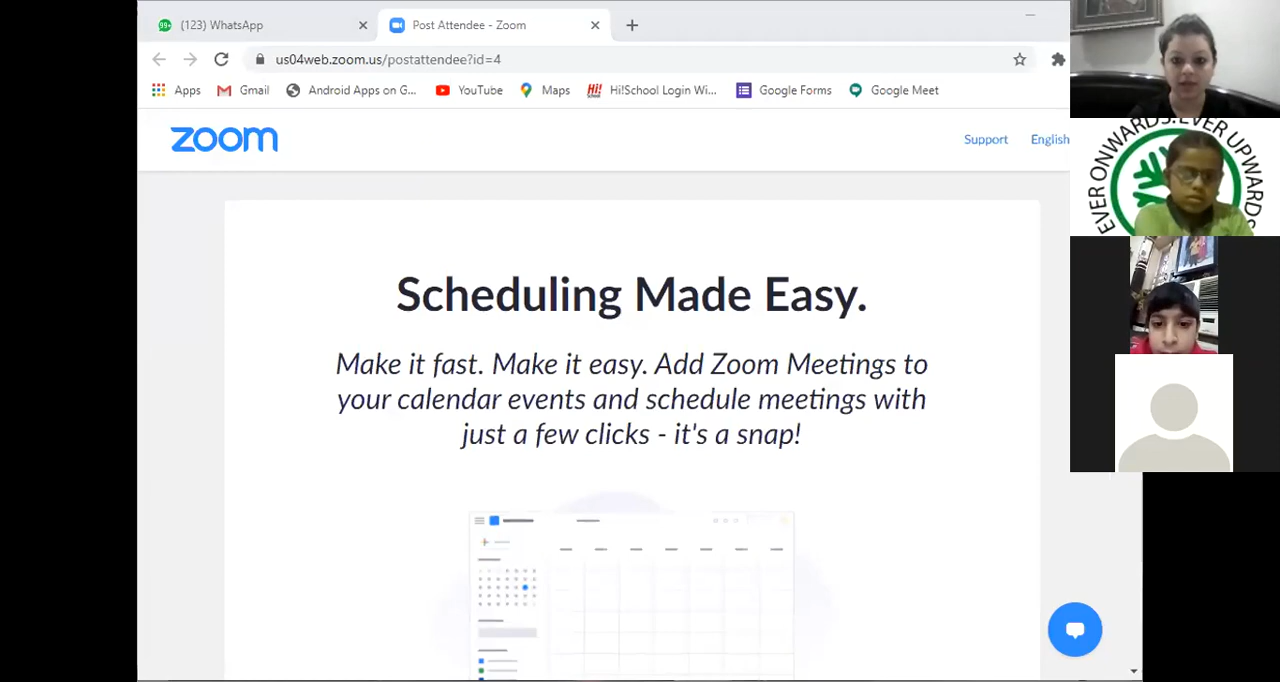 99+ (123) WhatsApp
Post Attendee - Zoom
us04web.zoom.us/postattendee?id=4
Apps Gmail Android Apps on G... YouTube Maps Hi! Hi!School Login Wi... Google Forms Google Meet
zoom Support English
EVER ONWARDS.EVER UPWARDS
Scheduling Made Easy.
Make it fast. Make it easy. Add Zoom Meetings to
your calendar events and schedule meetings with
just a few clicks - it's a snap!